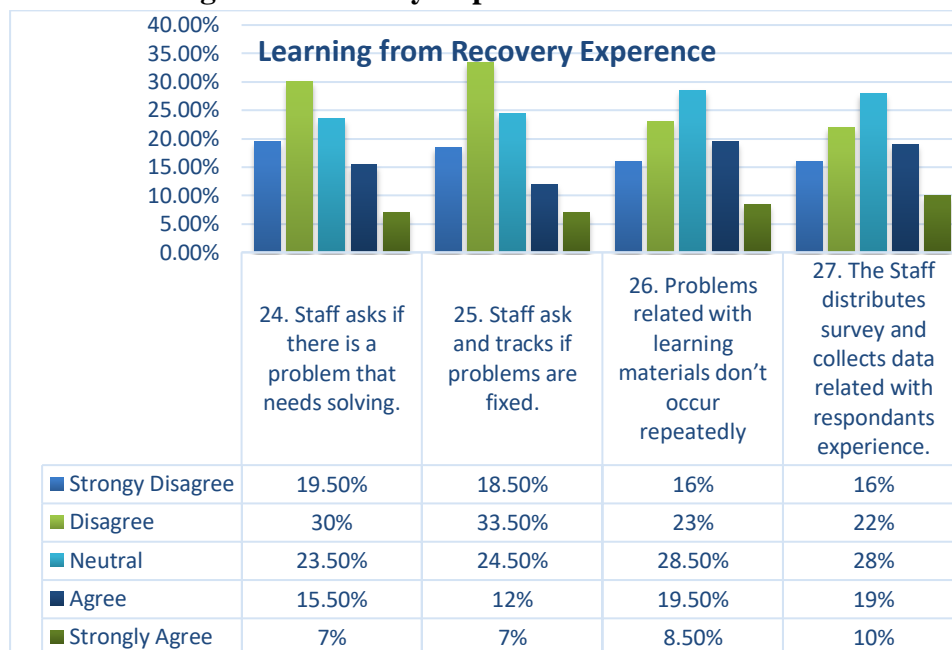 40.00%
Learning from Recovery Experence
35.00%
30.00%
25.00%
20.00%
15.00%
10.00%
5.00%
0.00%
24. Staff asks if
there is a
problem that
needs solving.
25. Staff ask
and tracks if
problems are
fixed.
26. Problems
related with
learning
materials don’t
occur
repeatedly
27. The Staff
distributes
survey and
collects data
related with
respondants
experience.
Strongy Disagree 19.50% 18.50% 16% 16%
Disagree 30% 33.50% 23% 22%
Neutral 23.50% 24.50% 28.50% 28%
Agree 15.50% 12% 19.50% 19%
Strongly Agree 7% 7% 8.50% 10%